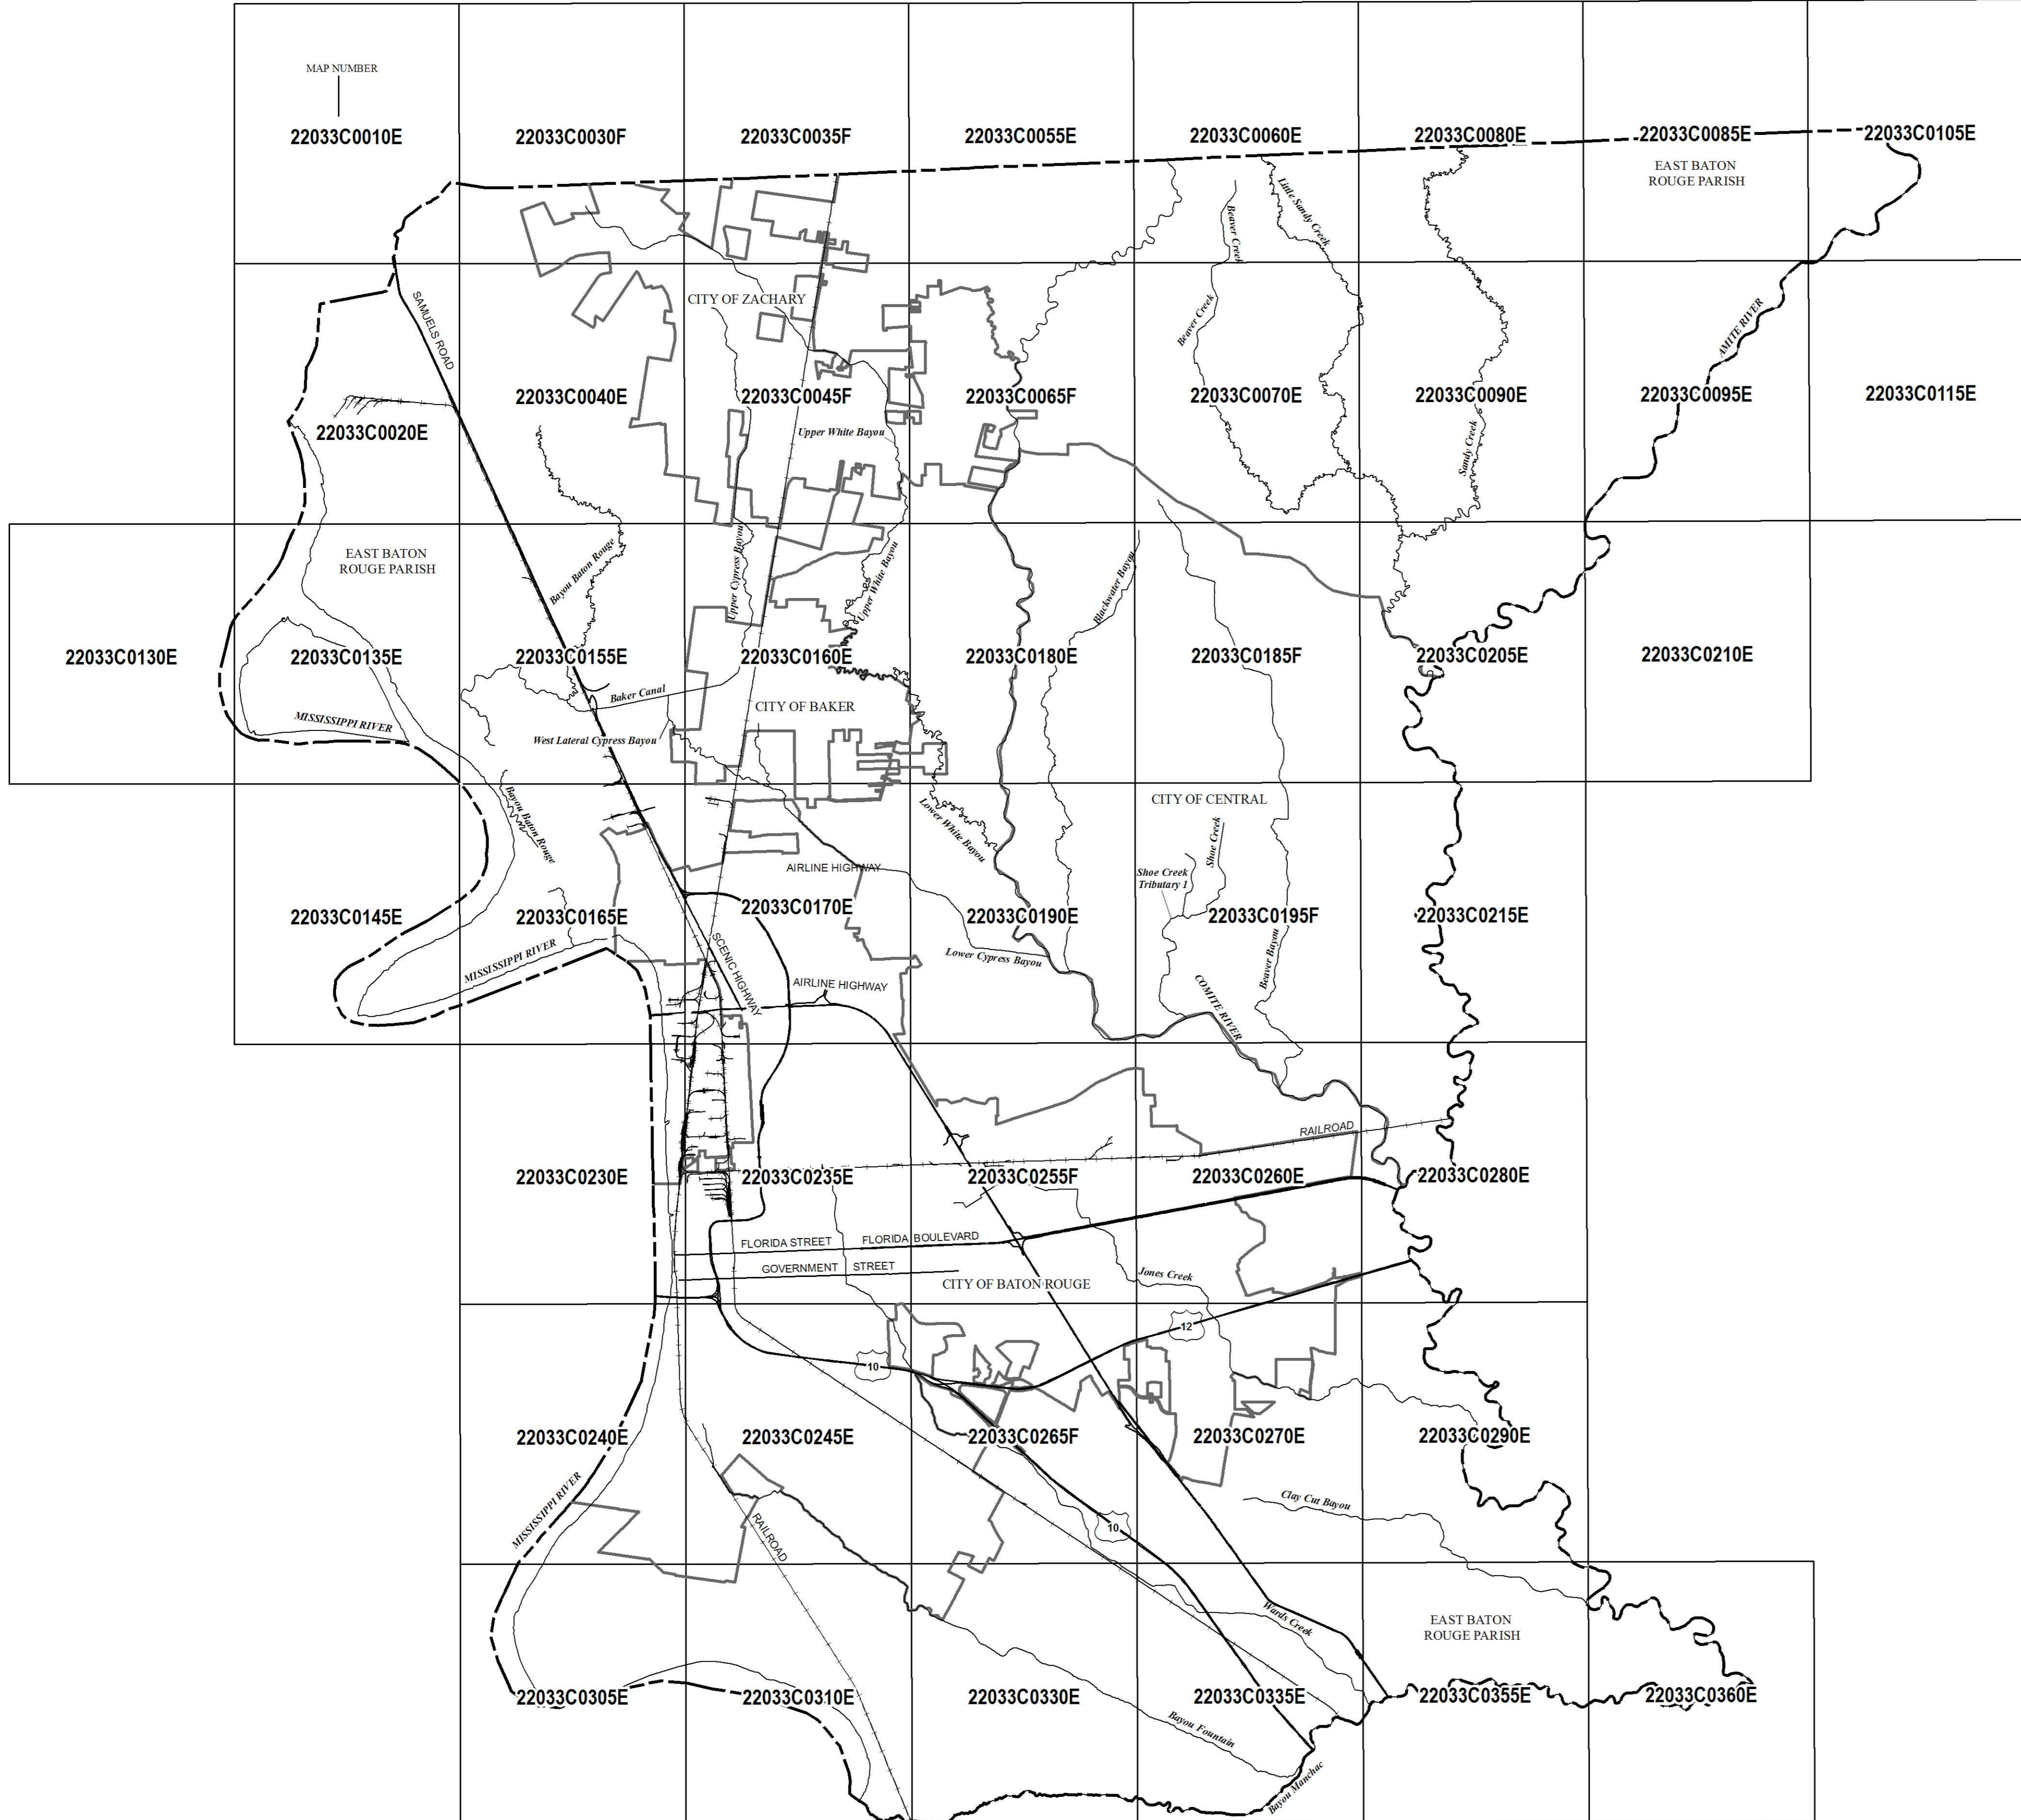 MAP NUMBER
22033C0010E
22033C0030F
22033C0035F
22033C0055E
22033C0060E
22033C0080E
22033C0085E
22033C0105E
EAST BATON
ROUGE PARISH
Little Sandy Creek
Beaver Creek
CITY OF ZACHARY
SAMUELS ROAD
Beaver Creek
AMITE RIVER
22033C0020E
22033C0040E
22033C0045F
22033C0065F
22033C0070E
22033C0090E
22033C0095E
22033C0115E
Upper White Bayou
Sandy Creek
EAST BATON
ROUGE PARISH
Bayou Baton Rouge
Upper Cypress Bayou
Upper White Bayou
Blackwater Bayou
22033C0130E
22033C0135E
22033C0155E
22033C0160E
22033C0180E
22033C0185F
22033C0205E
22033C0210E
Baker Canal
CITY OF BAKER
MISSISSIPPI RIVER
West Lateral Cypress Bayou
Bayou Baton Rouge
Lower White Bayou
CITY OF CENTRAL
Shoe Creek
AIRLINE HIGHWAY
Shoe Creek
Tributary 1
22033C0145E
22033C0165E
22033C0170E
22033C0190E
22033C0195F
22033C0215E
MISSISSIPPI RIVER
SCENIC HIGHWAY
Lower Cypress Bayou
Beaver Bayou
AIRLINE HIGHWAY
COMITE RIVER
RAILROAD
22033C0230E
22033C0235E
22033C0255F
22033C0260E
22033C0280E
FLORIDA STREET
FLORIDA BOULEVARD
GOVERNMENT STREET
CITY OF BATON ROUGE
Jones Creek
12
10
22033C0240E
22033C0245E
22033C0265F
22033C0270E
22033C0290E
MISSISSIPPI RIVER
RAILROAD
10
Clay Cut Bayou
Wards Creek
EAST BATON
ROUGE PARISH
22033C0305E
22033C0310E
22033C0330E
22033C0335E
22033C0355E
22033C0360E
Bayou Fountain
Bayou Manchac